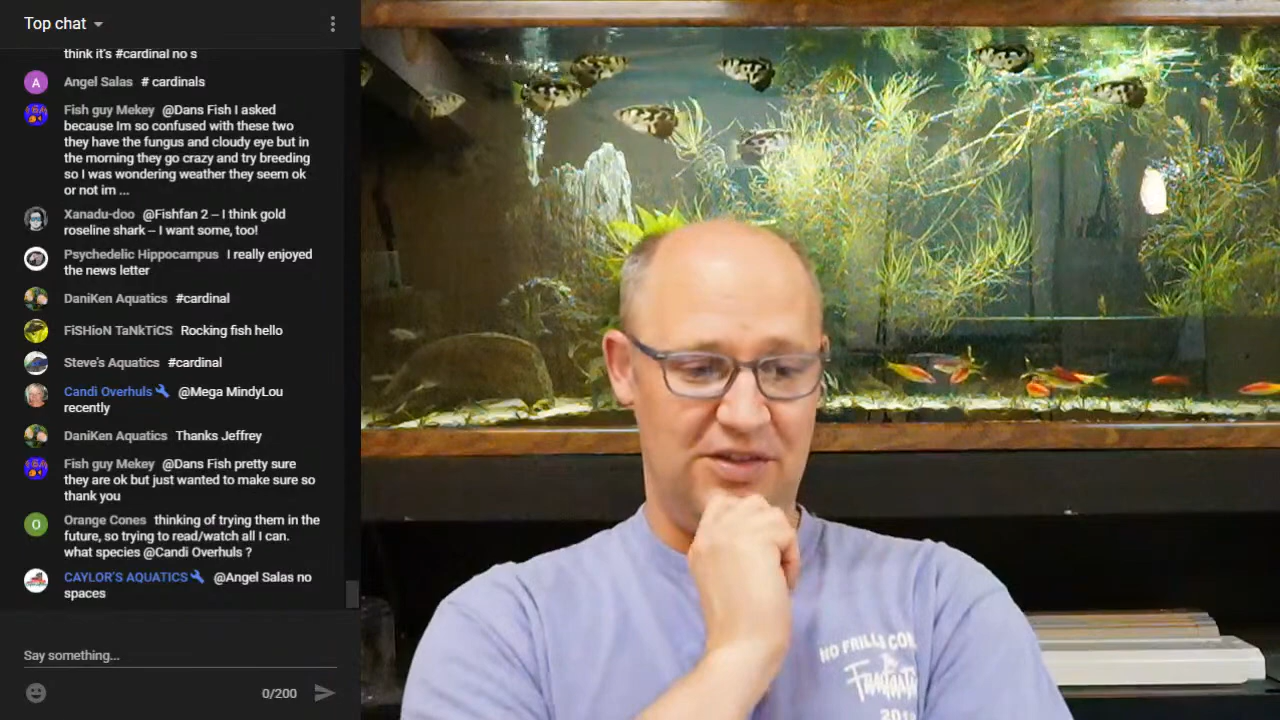 Top chat
think it's #cardinal no s
A Angel Salas # cardinals
Fish guy Mekey @Dans Fish I asked
because Im so confused with these two
they have the fungus and cloudy eye but in
the morning they go crazy and try breeding
so I was wondering weather they seem ok
or not im ...
Xanadu-doo @Fishfan 2 – I think gold
roseline shark – I want some, too!
Psychedelic Hippocampus I really enjoyed
the news letter
DaniKen Aquatics #cardinal
FiSHioN TaNkTiCS Rocking fish hello
Steve's Aquatics #cardinal
Candi Overhuls @Mega MindyLou
recently
DaniKen Aquatics Thanks Jeffrey
Fish guy Mekey @Dans Fish pretty sure
they are ok but just wanted to make sure so
thank you
O Orange Cones thinking of trying them in the
future, so trying to read/watch all I can.
what species @Candi Overhuls ?
CAYLOR'S AQUATICS @Angel Salas no
spaces
Say something...
0/200
NO FRILLS